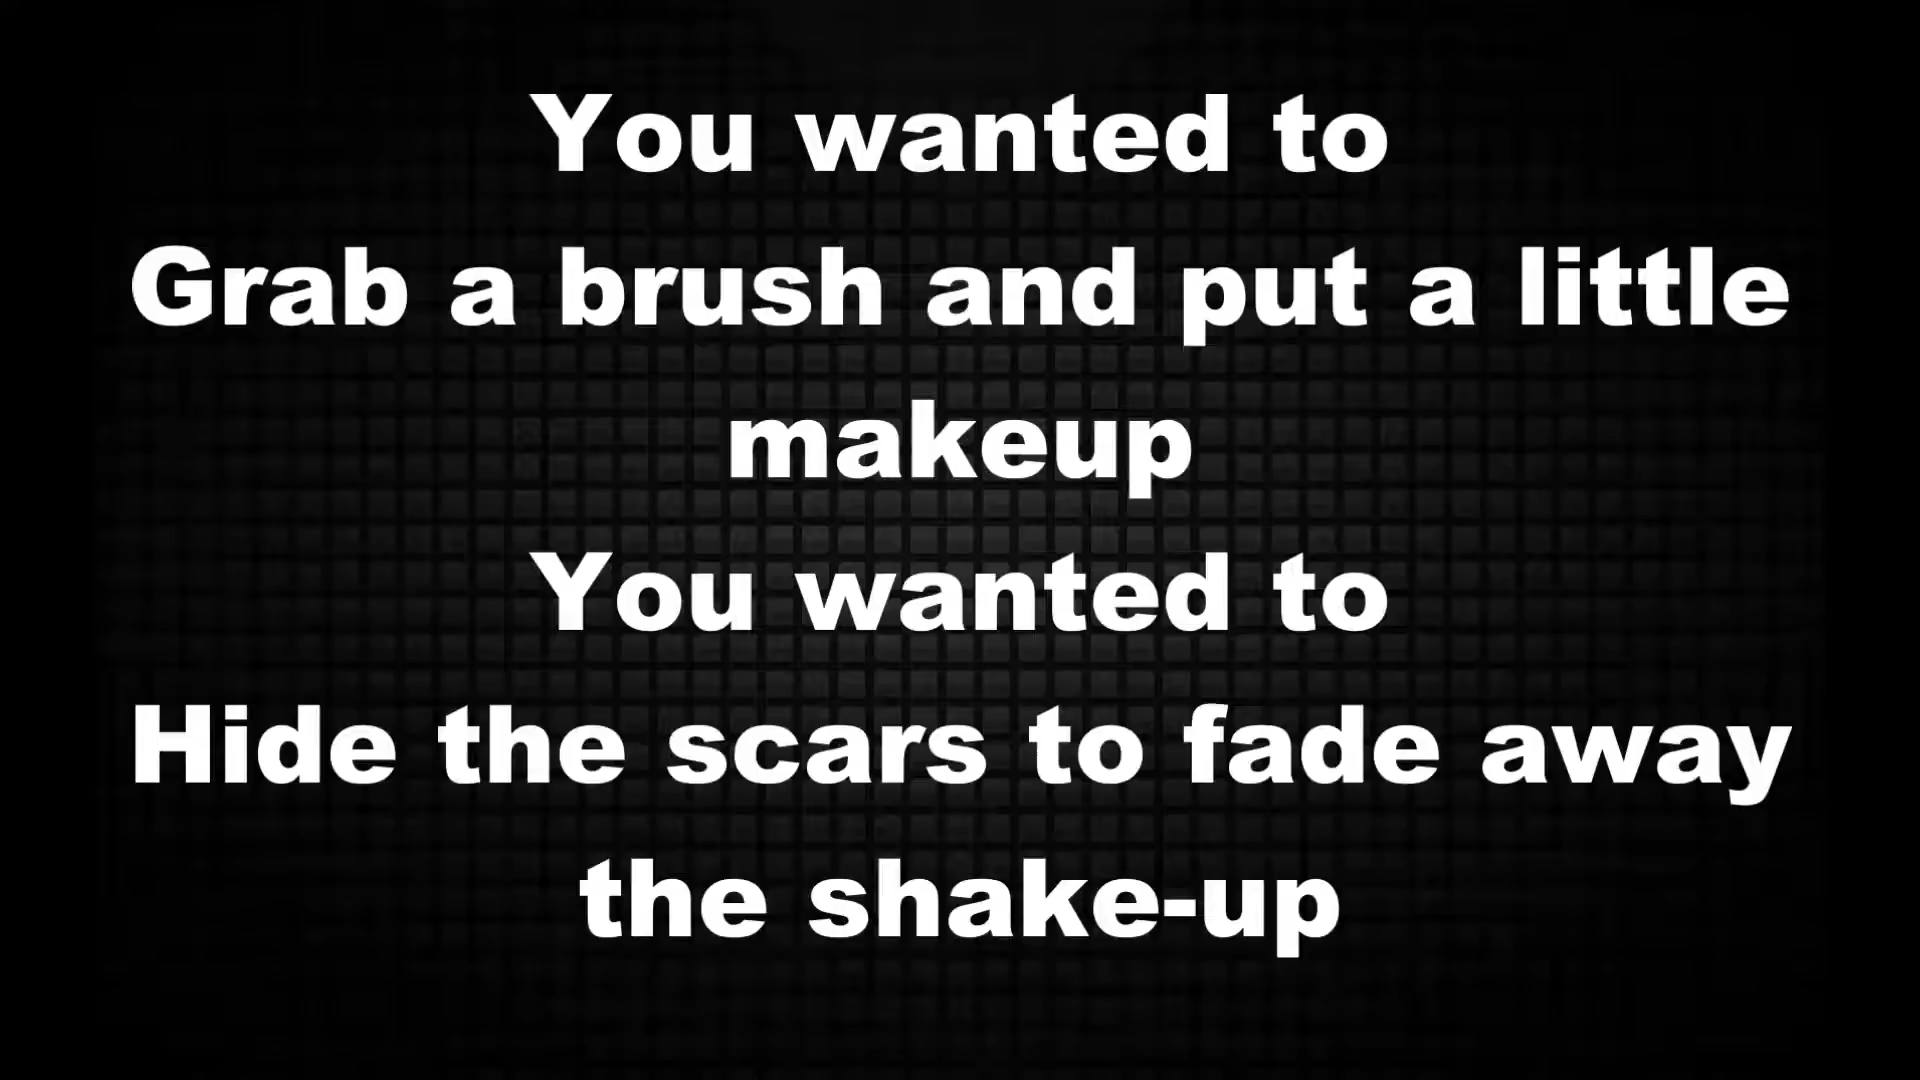 You wanted to
Grab a brush and put a little
makeup
You wanted to
Hide the scars to fade away
the shake-up